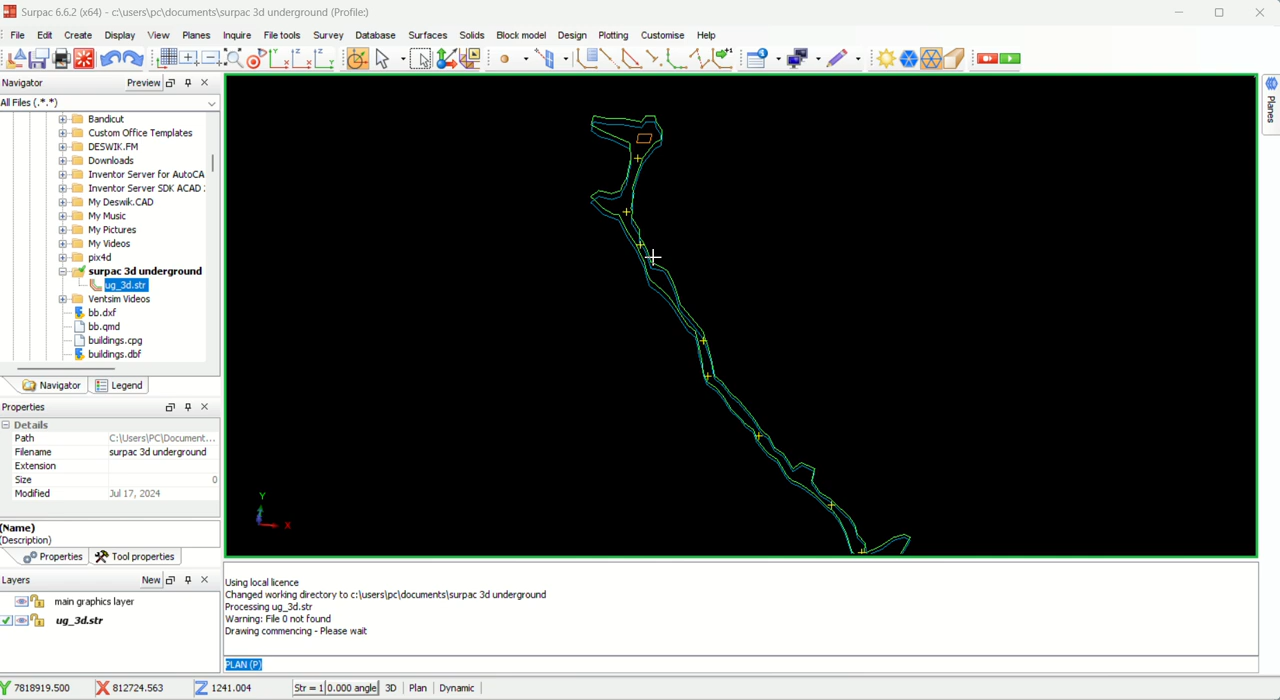 Surpac 6.6.2 (x64) - c:\users\pc\documents\surpac 3d underground (Profile:)
File Edit Create Display View Planes Inquire File tools Survey Database Surfaces Solids Block model Design Plotting Customise Help
Navigator Preview
All Files (.*.*)
Bandicut
Custom Office Templates
DESWIK.FM
Downloads
Inventor Server for AutoCA
Inventor Server SDK ACAD
My Deswik.CAD
My Music
My Pictures
My Videos
pix4d
surpac 3d underground
ug_3d.str
Ventsim Videos
bb.dxf
bb.qmd
buildings.cpg
buildings.dbf
Navigator Legend
Properties
Details
Path C:\Users\PC\Document...
Filename surpac 3d underground
Extension
Size 0
Modified Jul 17, 2024
(Name)
(Description)
Properties Tool properties
Layers New
main graphics layer
ug_3d.str
Y
X
Planes
Using local licence
Changed working directory to c:\users\pc\documents\surpac 3d underground
Processing ug_3d.str
Warning: File 0 not found
Drawing commencing - Please wait
PLAN (P)
Y 7818919.500 X 812724.563 Z 1241.004 Str = 1 0.000 angle 3D Plan Dynamic